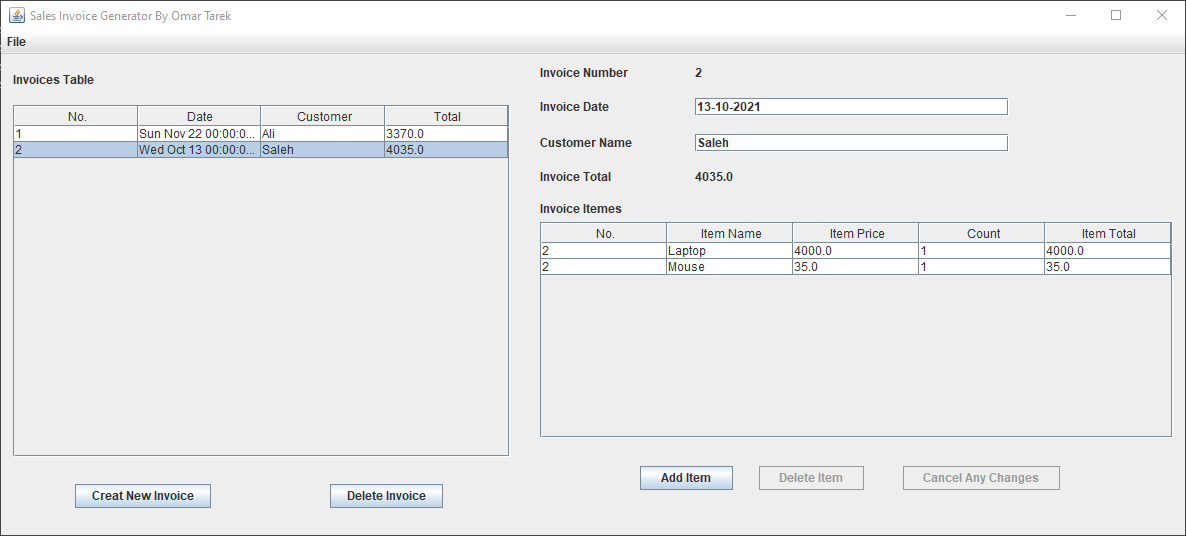 Sales Invoice Generator By Omar Tarek
File
Invoices Table
No. Date Customer Total
1 Sun Nov 22 00:00:0... Ali 3370.0
2 Wed Oct 13 00:00:0... Saleh 4035.0
Creat New Invoice Delete Invoice
Invoice Number 2
Invoice Date 13-10-2021
Customer Name Saleh
Invoice Total 4035.0
Invoice Itemes
No. Item Name Item Price Count Item Total
2 Laptop 4000.0 1 4000.0
2 Mouse 35.0 1 35.0
Add Item Delete Item Cancel Any Changes